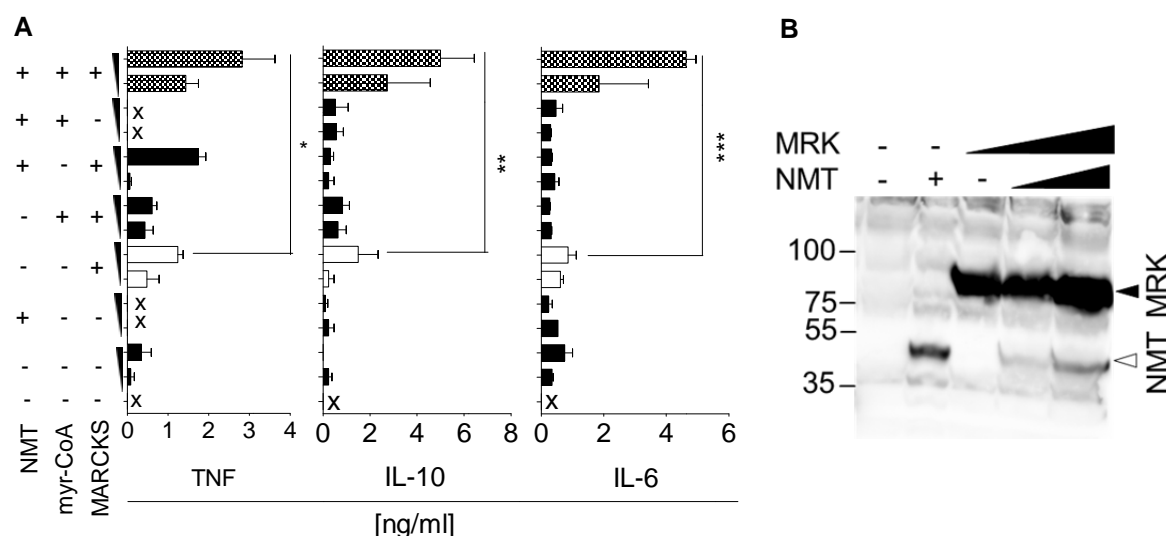 A
+ + +
+ + -
+ - +
- + +
- - +
+ - -
- - -
- - -
NMT
myr-CoA
MARCKS
x
x
x
x
x
*
0 1 2 3 4
TNF
x
**
0 2 4 6 8
IL-10
x
***
0 2 4 6
IL-6
[ng/ml]
B
MRK - -
NMT - + -
100
75
55
35
MRK
NMT